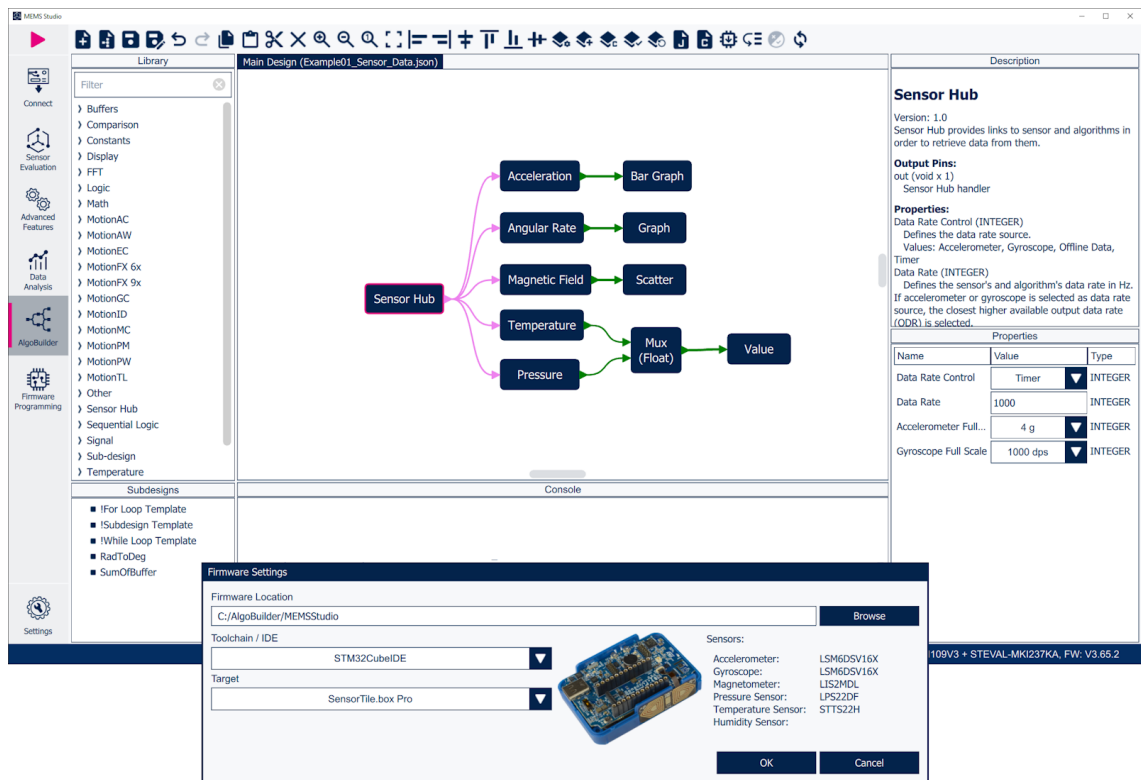 MEMS Studio
Library
Filter
Buffers
Comparison
Constants
Display
FFT
Logic
Math
MotionAC
MotionAW
MotionEC
MotionFX 6x
MotionFX 9x
MotionGC
MotionID
MotionMC
MotionPM
MotionPW
MotionTL
Other
Sensor Hub
Sequential Logic
Signal
Sub-design
Temperature
Connect
Sensor
Evaluation
Advanced
Features
Data
Analysis
AlgoBuilder
Firmware
Programming
Settings
Subdesigns
!For Loop Template
!Subdesign Template
!While Loop Template
RadToDeg
SumOfBuffer
Main Design (Example01_Sensor_Data.json)
Sensor Hub
Acceleration
Bar Graph
Angular Rate
Graph
Magnetic Field
Scatter
Temperature
Pressure
Mux
(Float)
Value
Console
Description
Sensor Hub
Version: 1.0
Sensor Hub provides links to sensor and algorithms in
order to retrieve data from them.
Output Pins:
out (void x 1)
Sensor Hub handler
Properties:
Data Rate Control (INTEGER)
Defines the data rate source.
Values: Accelerometer, Gyroscope, Offline Data,
Timer
Data Rate (INTEGER)
Defines the sensor's and algorithm's data rate in Hz.
If accelerometer or gyroscope is selected as data rate
source, the closest higher available output data rate
(ODR) is selected.
Properties
Name Value Type
Data Rate Control Timer INTEGER
Data Rate 1000 INTEGER
Accelerometer Full... 4 g INTEGER
Gyroscope Full Scale 1000 dps INTEGER
Firmware Settings
Firmware Location
C:/AlgoBuilder/MEMSStudio
Browse
Toolchain / IDE
STM32CubeIDE
Target
SensorTile.box Pro
Sensors:
Accelerometer: LSM6DSV16X
Gyroscope: LSM6DSV16X
Magnetometer: LIS2MDL
Pressure Sensor: LPS22DF
Temperature Sensor: STTS22H
Humidity Sensor:
OK
Cancel
I109V3 + STEVAL-MKI237KA, FW: V3.65.2